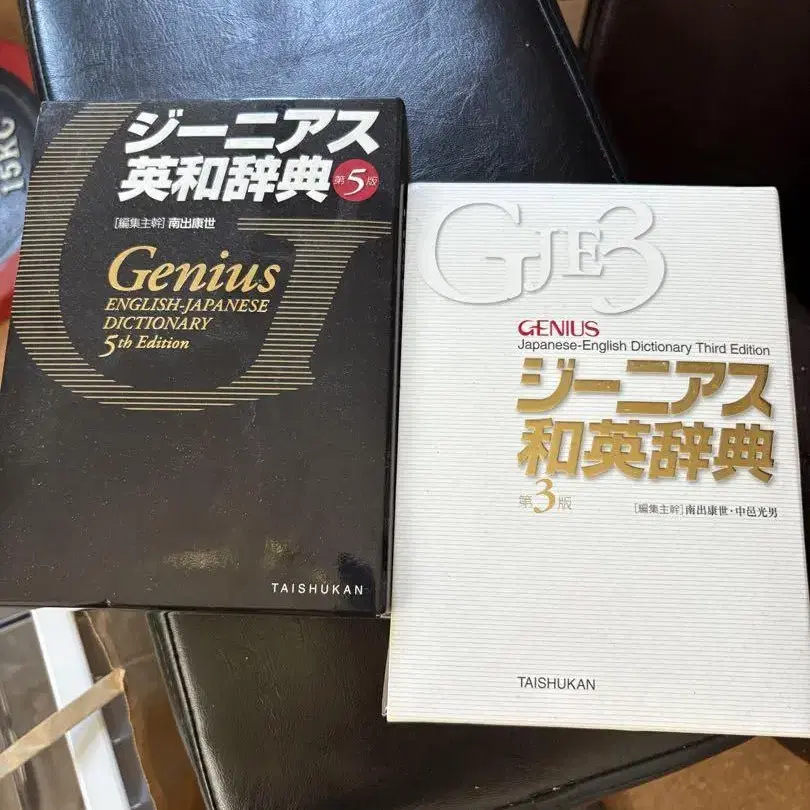 15KG
ジーニアス
英和辞典 第5版
[編集主幹] 南出康世
Genius
ENGLISH-JAPANESE
DICTIONARY
5th Edition
TAISHUKAN
GJE3
GENIUS
Japanese-English Dictionary Third Edition
ジーニアス
和英辞典
第3版
[編集主幹] 南出康世・中邑光男
TAISHUKAN